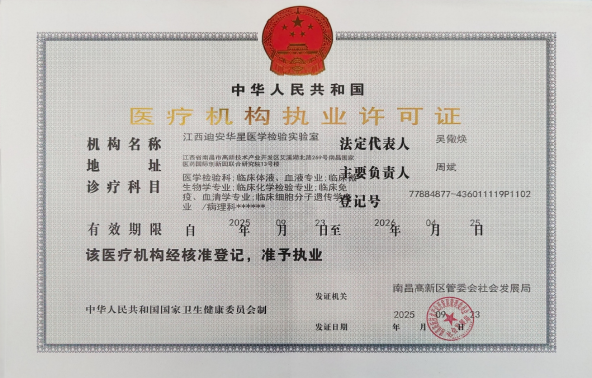 中华人民共和国
医疗机构执业许可证
机构名称 江西迪安华星医学检验实验室
法定代表人 吴俊焕
地 址 江西省南昌市高新技术产业开发区艾溪湖北路269号南昌国家
医药国际创新园联合研究院13号楼
主要负责人 周斌
诊疗科目 医学检验科;临床体液、血液专业;临床微
生物学专业;临床化学检验专业;临床免
疫、血清学专业;临床细胞分子遗传学专
业 /病理科******
登记号 77884877-436011119P1102
有效期限 自 2025 年 09 月 23 日至 2026 年 04 月 25 日
该医疗机构经核准登记，准予执业
发证机关 南昌高新区管委会社会发展局
中华人民共和国国家卫生健康委员会制
发证日期 2025 年 09 月 23